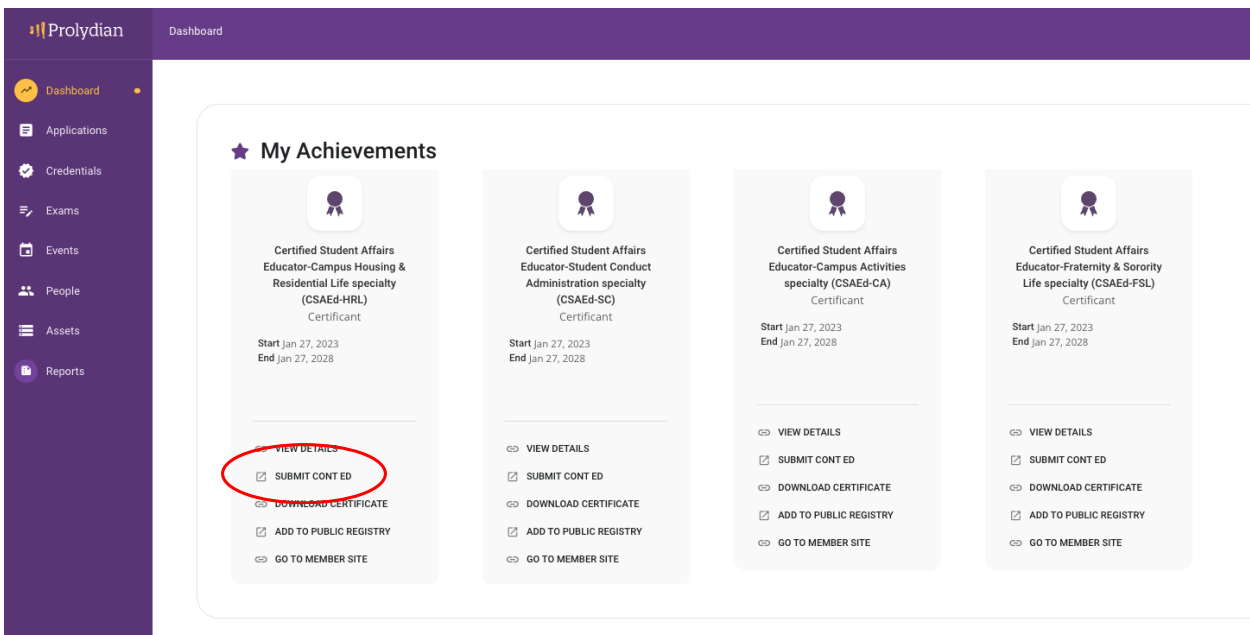 Prolydian
Dashboard
Dashboard
Applications
Credentials
Exams
Events
People
Assets
Reports
My Achievements
Certified Student Affairs
Educator-Campus Housing &
Residential Life specialty
(CSAEd-HRL)
Certificant
Start Jan 27, 2023
End Jan 27, 2028
VIEW DETAILS
SUBMIT CONT ED
DOWNLOAD CERTIFICATE
ADD TO PUBLIC REGISTRY
GO TO MEMBER SITE
Certified Student Affairs
Educator-Student Conduct
Administration specialty
(CSAEd-SC)
Certificant
Start Jan 27, 2023
End Jan 27, 2028
VIEW DETAILS
SUBMIT CONT ED
DOWNLOAD CERTIFICATE
ADD TO PUBLIC REGISTRY
GO TO MEMBER SITE
Certified Student Affairs
Educator-Campus Activities
specialty (CSAEd-CA)
Certificant
Start Jan 27, 2023
End Jan 27, 2028
VIEW DETAILS
SUBMIT CONT ED
DOWNLOAD CERTIFICATE
ADD TO PUBLIC REGISTRY
GO TO MEMBER SITE
Certified Student Affairs
Educator-Fraternity & Sorority
Life specialty (CSAEd-FSL)
Certificant
Start Jan 27, 2023
End Jan 27, 2028
VIEW DETAILS
SUBMIT CONT ED
DOWNLOAD CERTIFICATE
ADD TO PUBLIC REGISTRY
GO TO MEMBER SITE